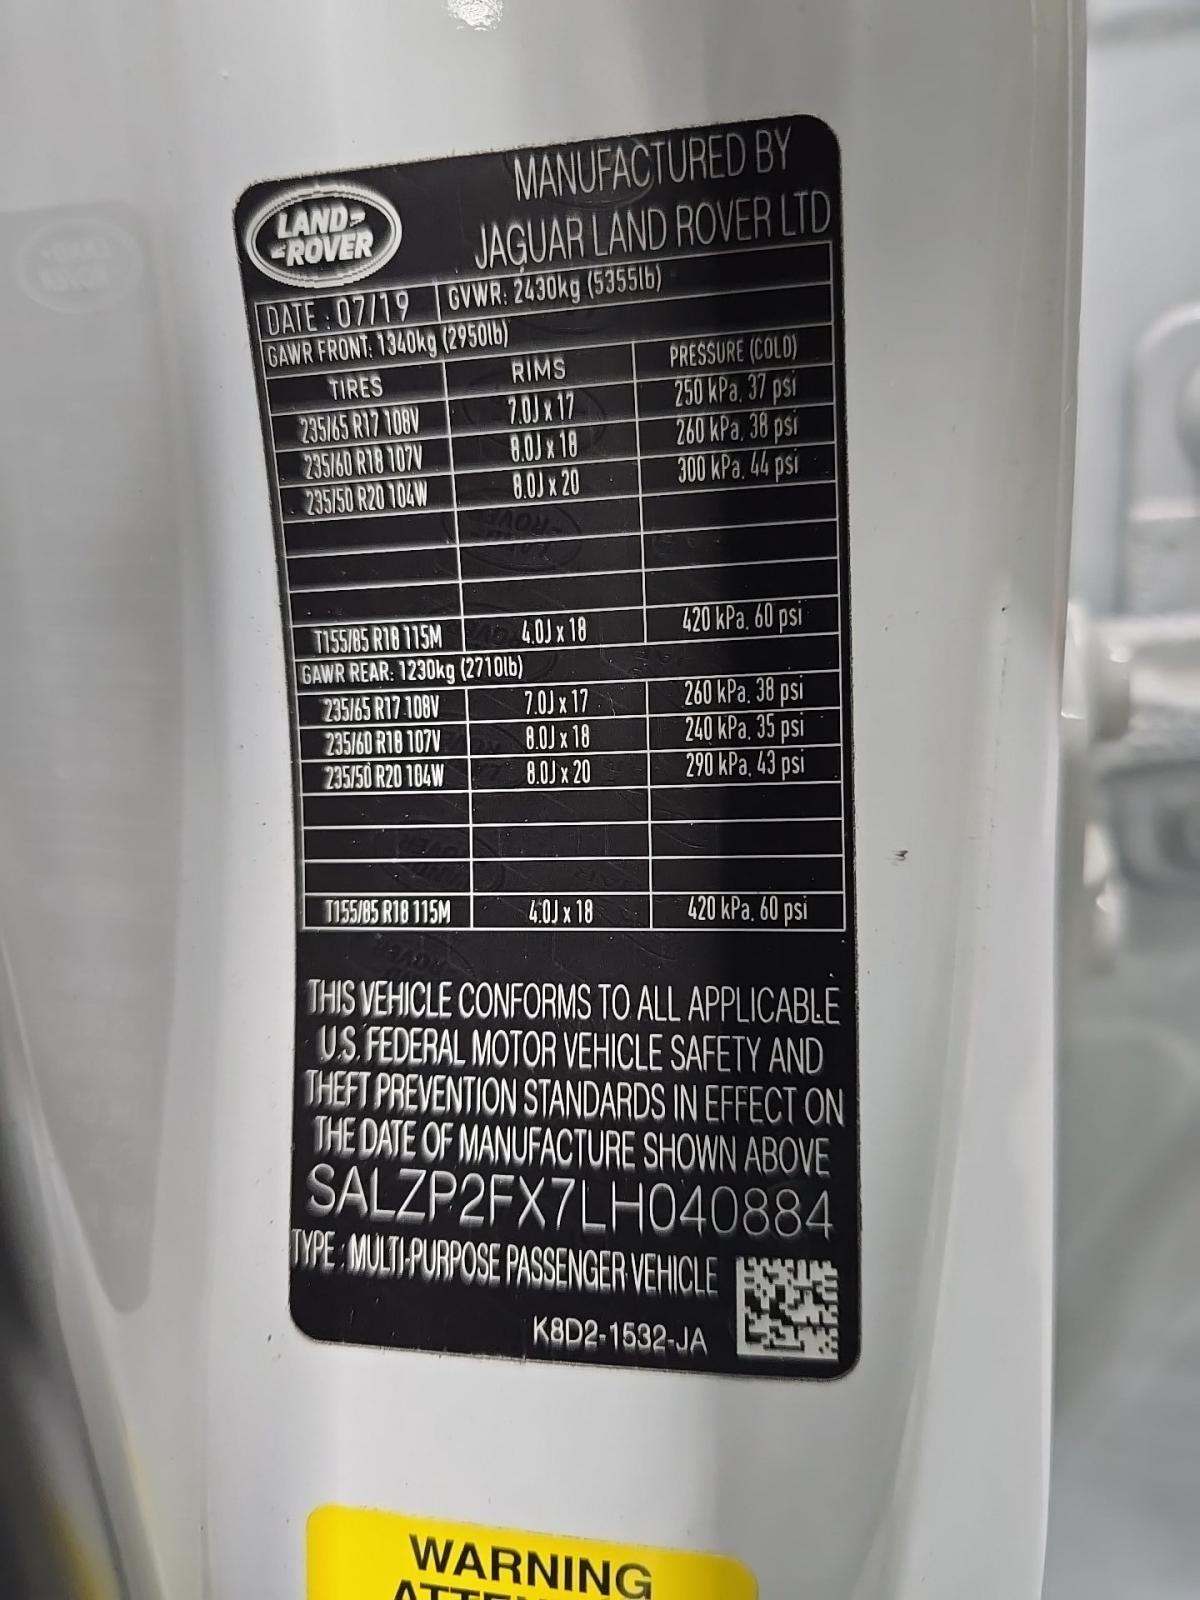 LAND-
-ROVER
MANUFACTURED BY
JAGUAR LAND ROVER LTD
DATE : 07/19 GVWR: 2430kg (5355lb)
GAWR FRONT: 1340kg (2950lb)
TIRES RIMS PRESSURE (COLD)
235/65 R17 108V 7.0J x 17 250 kPa, 37 psi
235/60 R18 107V 8.0J x 18 260 kPa, 38 psi
235/50 R20 104W 8.0J x 20 300 kPa, 44 psi
T155/85 R18 115M 4.0J x 18 420 kPa, 60 psi
GAWR REAR: 1230kg (2710lb)
235/65 R17 108V 7.0J x 17 260 kPa, 38 psi
235/60 R18 107V 8.0J x 18 240 kPa, 35 psi
235/50 R20 104W 8.0J x 20 290 kPa, 43 psi
T155/85 R18 115M 4.0J x 18 420 kPa, 60 psi
THIS VEHICLE CONFORMS TO ALL APPLICABLE
U.S. FEDERAL MOTOR VEHICLE SAFETY AND
THEFT PREVENTION STANDARDS IN EFFECT ON
THE DATE OF MANUFACTURE SHOWN ABOVE
SALZP2FX7LH040884
TYPE : MULTI-PURPOSE PASSENGER VEHICLE
K8D2-1532-JA
WARNING